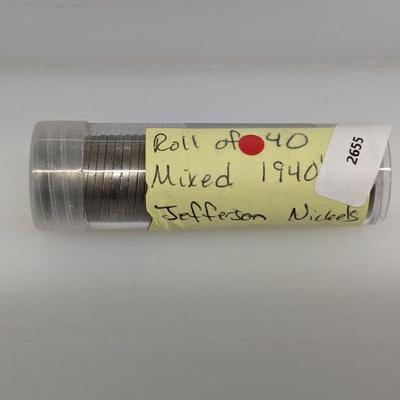 Roll of 40
Mixed 1940'
Jefferson Nickels
2655